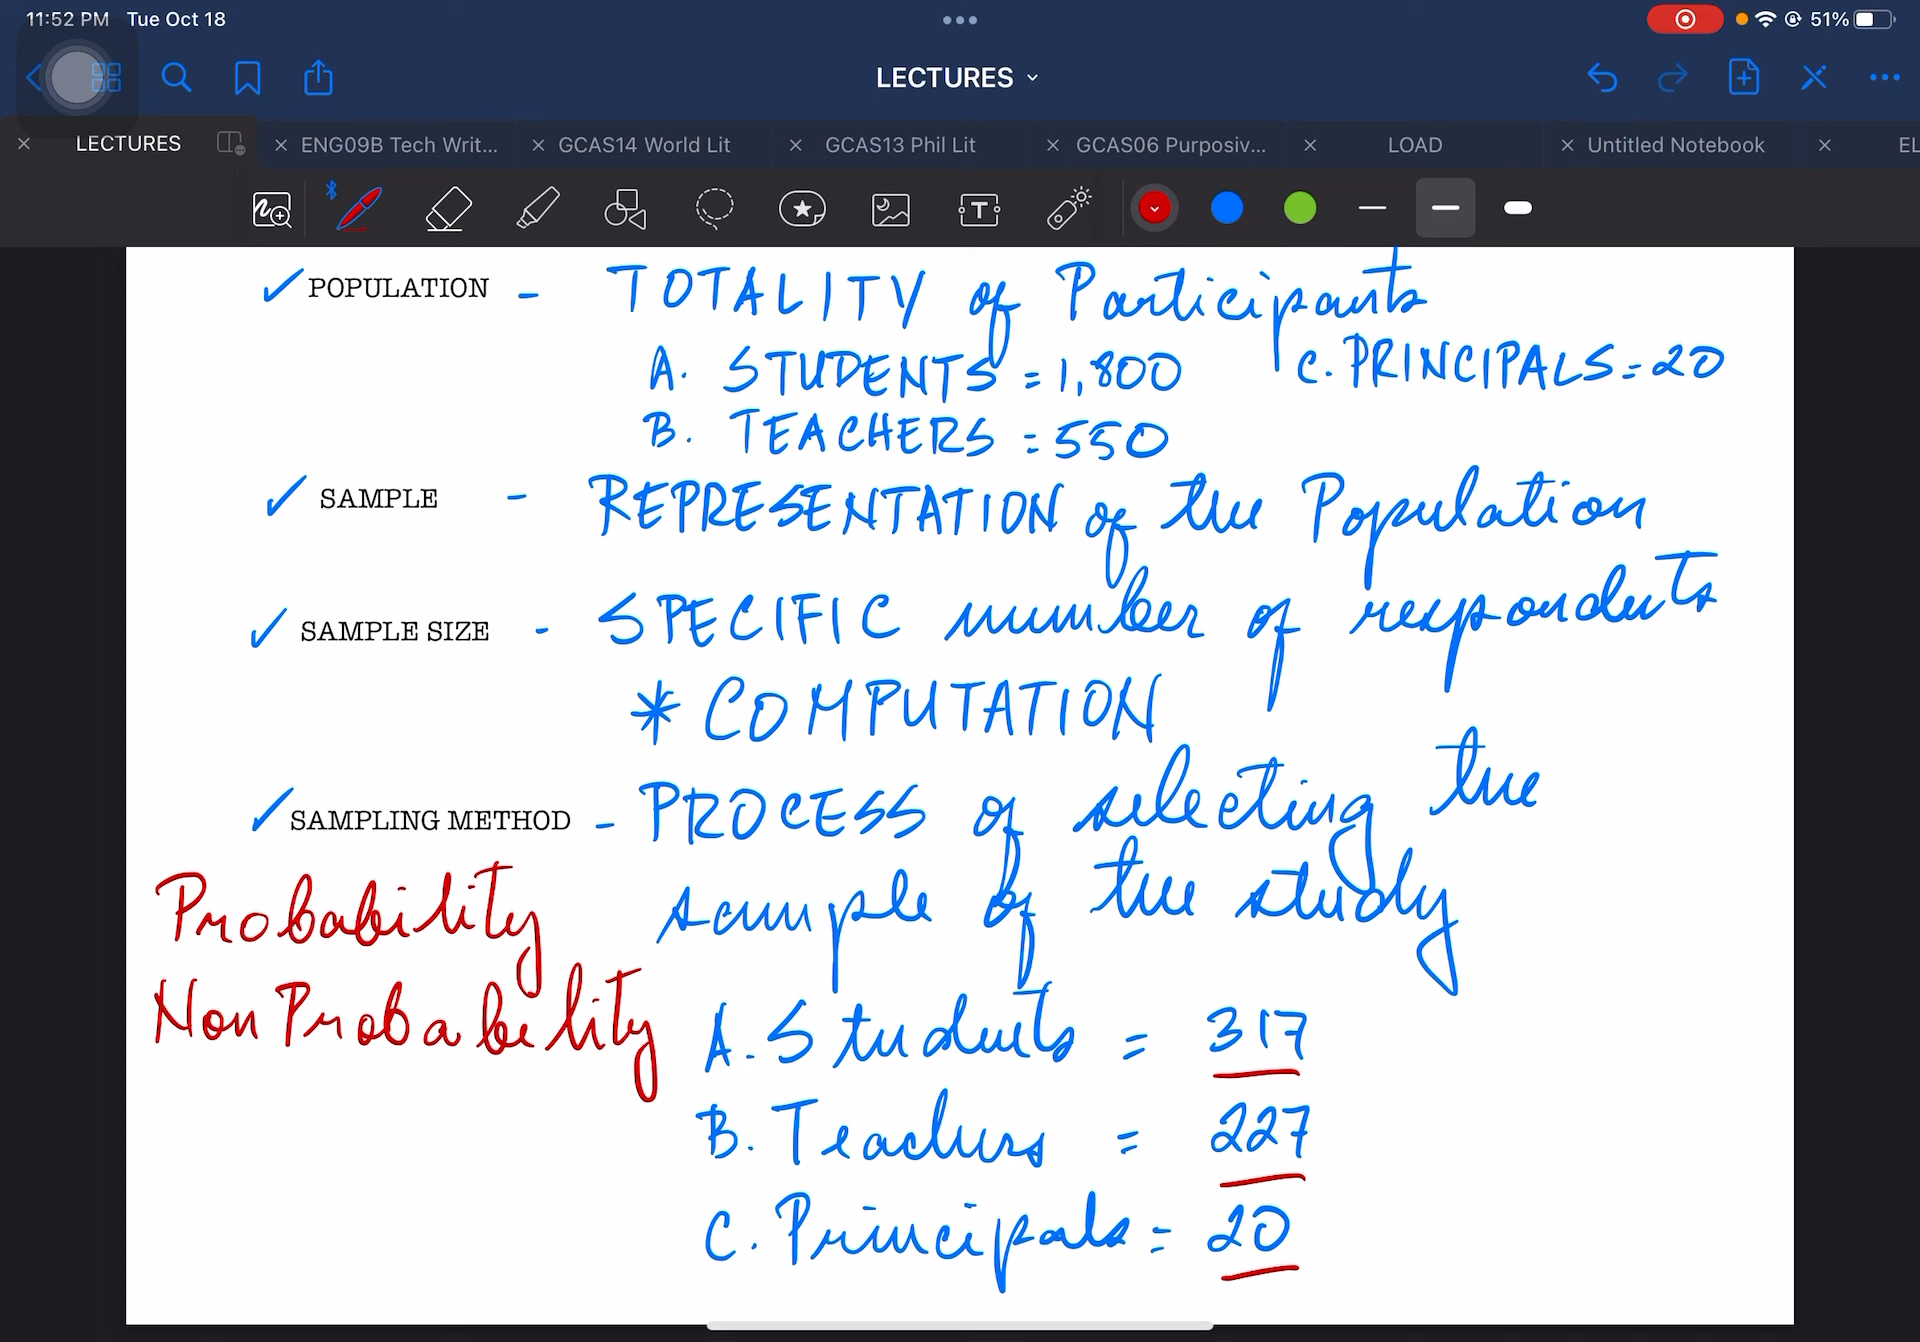 11:52 PM Tue Oct 18
51%
LECTURES
LECTURES
ENG09B Tech Writ...
GCAS14 World Lit
GCAS13 Phil Lit
GCAS06 Purposiv...
LOAD
Untitled Notebook
EL
T
✓ POPULATION - TOTALITY of Participants
A. STUDENTS = 1,800 C. PRINCIPALS = 20
B. TEACHERS = 550
✓ SAMPLE - REPRESENTATION of the Population
✓ SAMPLE SIZE - SPECIFIC number of respondents
* COMPUTATION
✓ SAMPLING METHOD - PROCESS of selecting the
sample of the study
Probability
Non Probability
A. Students = 317
B. Teachers = 227
C. Principals = 20